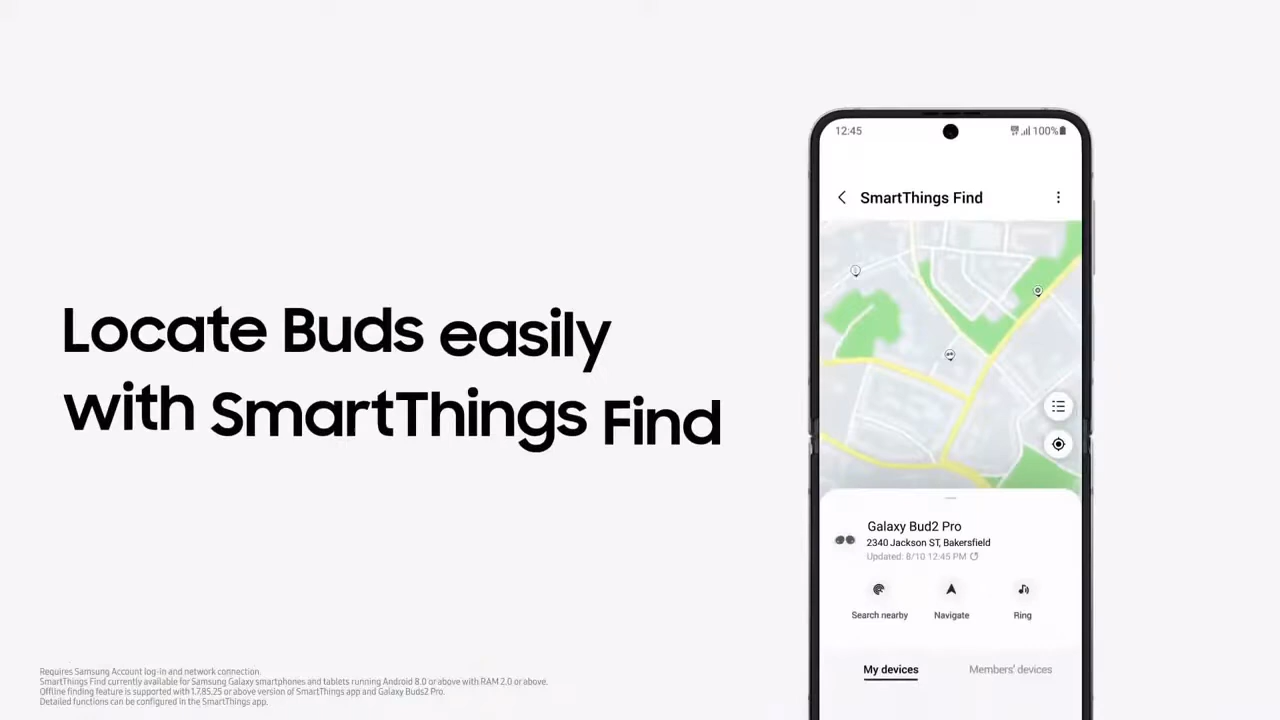 Locate Buds easily
with SmartThings Find
12:45
100%
SmartThings Find
Galaxy Bud2 Pro
2340 Jackson ST, Bakersfield
Updated: 8/10 12:45 PM
Search nearby
Navigate
Ring
My devices
Members' devices
Requires Samsung Account log-in and network connection.
SmartThings Find currently available for Samsung Galaxy smartphones and tablets running Android 8.0 or above with RAM 2.0 or above.
Offline finding feature is supported with 1.7.85.25 or above version of SmartThings app and Galaxy Buds2 Pro.
Detailed functions can be configured in the SmartThings app.